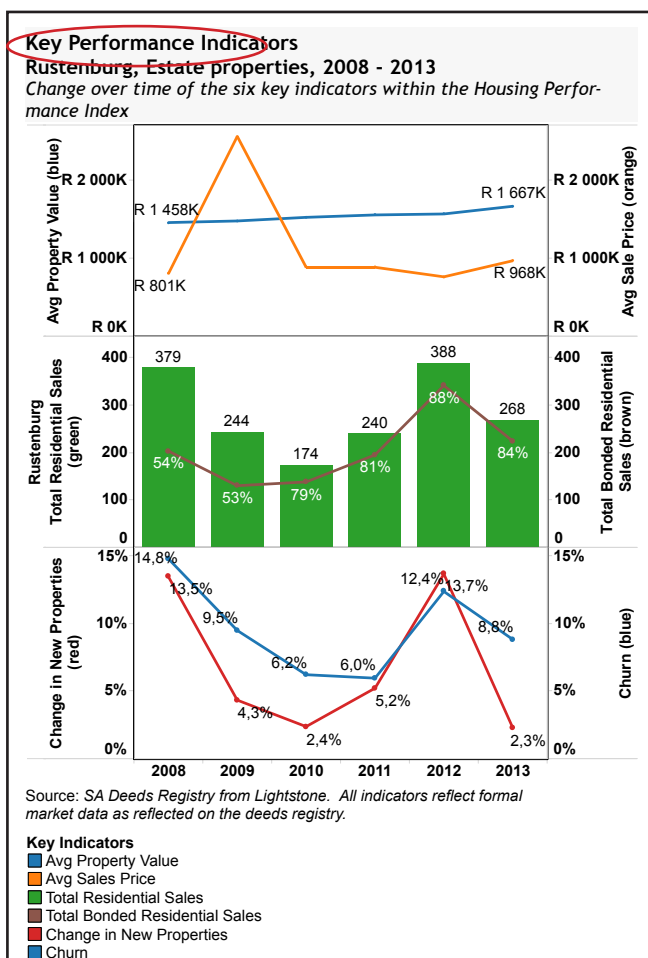 Key Performance Indicators
Rustenburg, Estate properties, 2008 - 2013
Change over time of the six key indicators within the Housing Perfor-
mance Index
Avg Property Value (blue)
R 2 000K
R 1 000K
R 0K
R 1 458K
R 801K
R 1 667K
R 968K
R 2 000K
R 1 000K
R 0K
Avg Sale Price (orange)
Rustenburg
Total Residential Sales
(green)
400
300
200
100
0
379
244
174
240
388
268
54%
53%
79%
81%
88%
84%
400
300
200
100
0
Total Bonded Residential
Sales (brown)
Change in New Properties
(red)
15%
10%
5%
0%
14,8%
13,5%
9,5%
4,3%
6,2%
2,4%
6,0%
5,2%
12,4%
13,7%
8,8%
2,3%
15%
10%
5%
0%
Churn (blue)
2008 2009 2010 2011 2012 2013
Source: SA Deeds Registry from Lightstone. All indicators reflect formal
market data as reflected on the deeds registry.
Key Indicators
Avg Property Value
Avg Sales Price
Total Residential Sales
Total Bonded Residential Sales
Change in New Properties
Churn